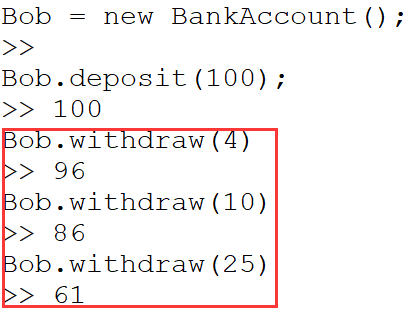 Bob = new BankAccount();
>>
Bob.deposit(100);
>> 100
Bob.withdraw(4)
>> 96
Bob.withdraw(10)
>> 86
Bob.withdraw(25)
>> 61